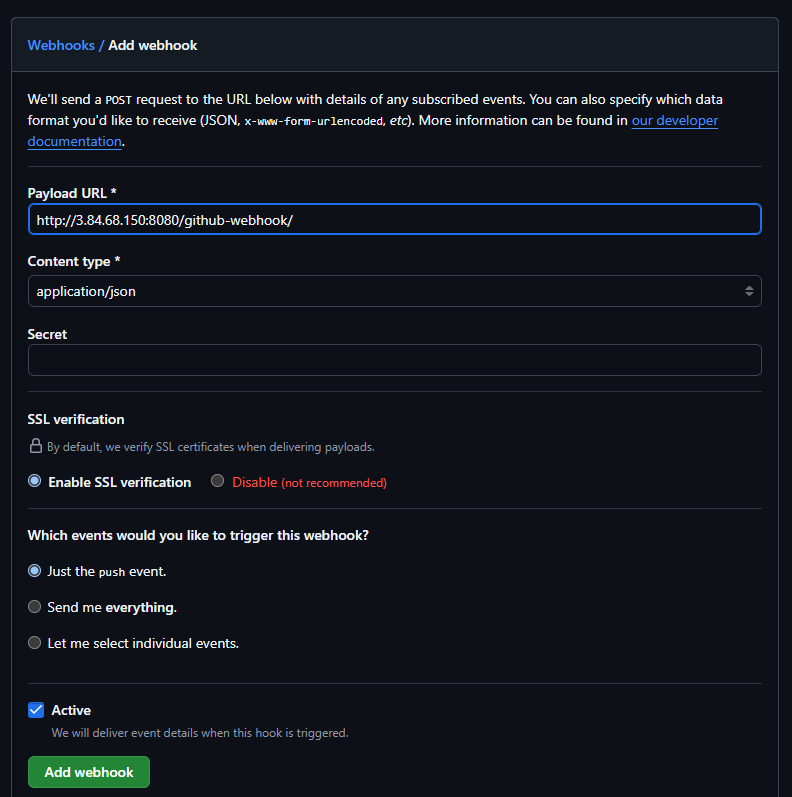 Webhooks / Add webhook
We'll send a POST request to the URL below with details of any subscribed events. You can also specify which data
format you'd like to receive (JSON, x-www-form-urlencoded, etc). More information can be found in our developer
documentation.
Payload URL *
http://3.84.68.150:8080/github-webhook/
Content type *
application/json
Secret
SSL verification
By default, we verify SSL certificates when delivering payloads.
Enable SSL verification Disable (not recommended)
Which events would you like to trigger this webhook?
Just the push event.
Send me everything.
Let me select individual events.
Active
We will deliver event details when this hook is triggered.
Add webhook